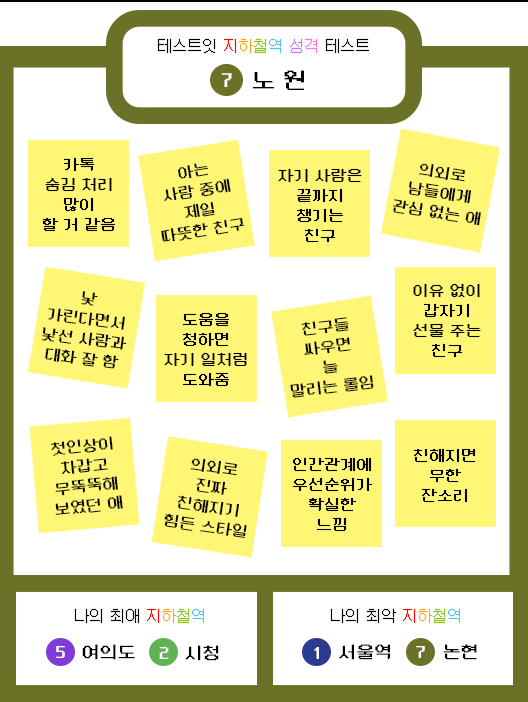 테스트잇 지하철역 성격 테스트
7 노원
카톡
숨김 처리
많이
할 거 같음
아는
사람 중에
제일
따뜻한 친구
자기 사람은
끝까지
챙기는
친구
의외로
남들에게
관심 없는 애
낯
가린다면서
낯선 사람과
대화 잘 함
도움을
청하면
자기 일처럼
도와줌
친구들
싸우면
늘
말리는 롤임
이유 없이
갑자기
선물 주는
친구
첫인상이
차갑고
무뚝뚝해
보였던 애
의외로
진짜
친해지기
힘든 스타일
인간관계에
우선순위가
확실한
느낌
친해지면
무한
잔소리
나의 최애 지하철역
5 여의도 2 시청
나의 최악 지하철역
1 서울역 7 논현